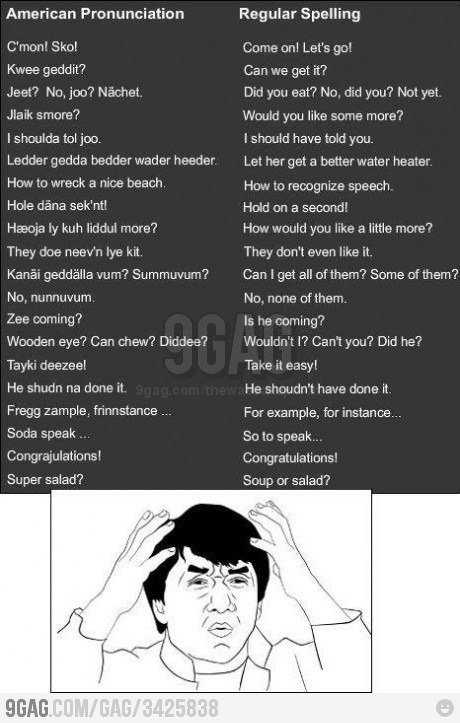 American Pronunciation Regular Spelling
C'mon! Sko! Come on! Let's go!
Kwee geddit? Can we get it?
Jeet? No, joo? Nächet. Did you eat? No, did you? Not yet.
Jlaik smore? Would you like some more?
I shoulda tol joo. I should have told you.
Ledder gedda bedder wader heeder. Let her get a better water heater.
How to wreck a nice beach. How to recognize speech.
Hole däna sek'nt! Hold on a second!
Hæoja ly kuh liddul more? How would you like a little more?
They doe neev'n lye kit. They don't even like it.
Kanäi geddälla vum? Summuvum? Can I get all of them? Some of them?
No, nunnuvum. No, none of them.
Zee coming? Is he coming?
9GAG
Wooden eye? Can chew? Diddee? Wouldn't I? Can't you? Did he?
Tayki deezee! Take it easy!
He shudn na done it. He shoudn't have done it.
Fregg zample, frinnstance ... For example, for instance...
Soda speak ... So to speak...
Congrajulations! Congratulations!
Super salad? Soup or salad?
9GAG.COM/GAG/3425838